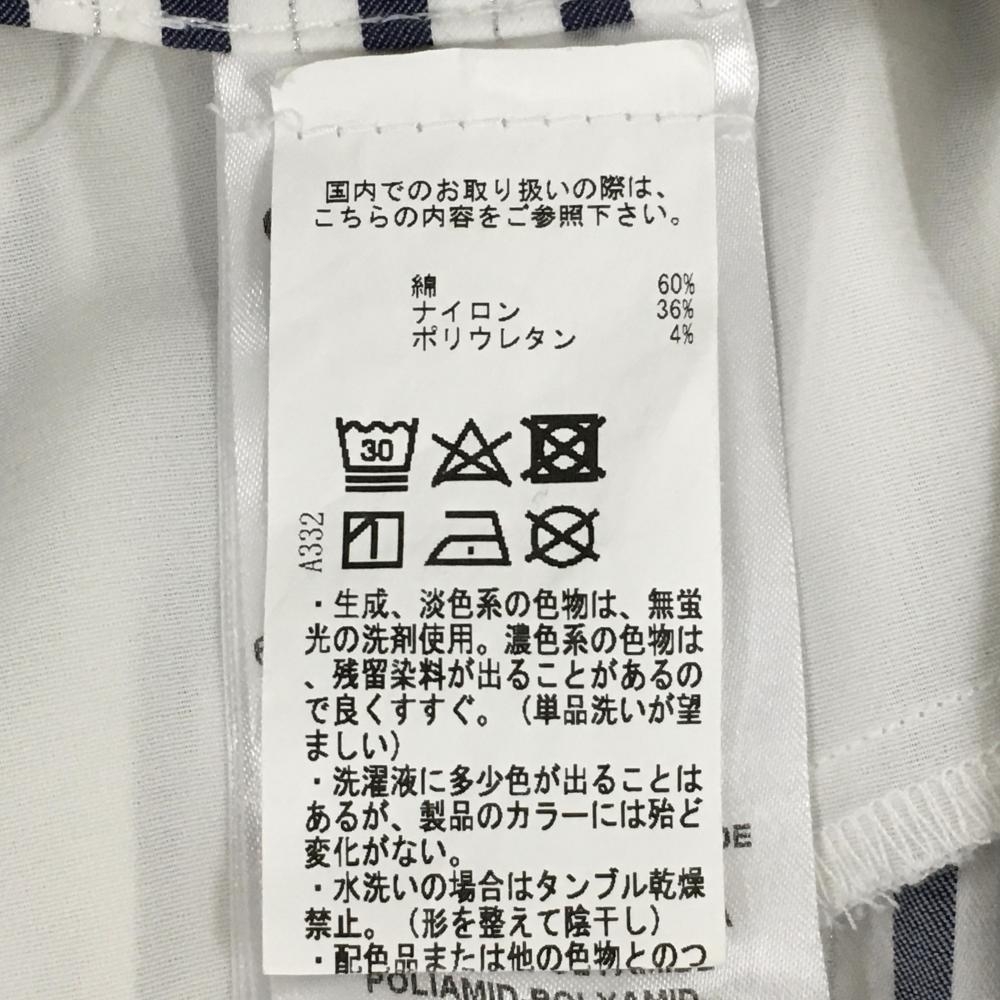 国内でのお取り扱いの際は、
こちらの内容をご参照下さい。
綿 60%
ナイロン 36%
ポリウレタン 4%
30
A332
・生成、淡色系の色物は、無蛍
光の洗剤使用。濃色系の色物は
、残留染料が出ることがあるの
で良くすすぐ。（単品洗いが望
ましい）
・洗濯液に多少色が出ることは
あるが、製品のカラーには殆ど
変化がない。
・水洗いの場合はタンブル乾燥
禁止。（形を整えて陰干し）
・配色品または他の色物とのつ
DE
POLIAMID-POLYAMID